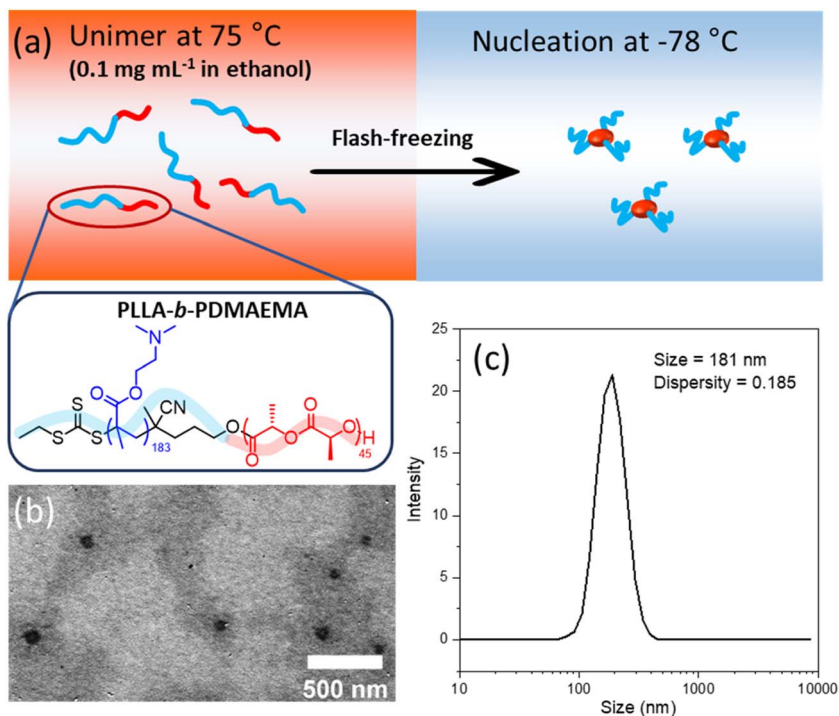 (a) Unimer at 75 °C
(0.1 mg mL⁻¹ in ethanol)
Nucleation at -78 °C
Flash-freezing
PLLA-b-PDMAEMA
N
O
O
S
S
S
CN
183
O
O
O
O
O
H
45
(b)
500 nm
(c)
Size = 181 nm
Dispersity = 0.185
Intensity
25
20
15
10
5
0
10
100
1000
10000
Size (nm)